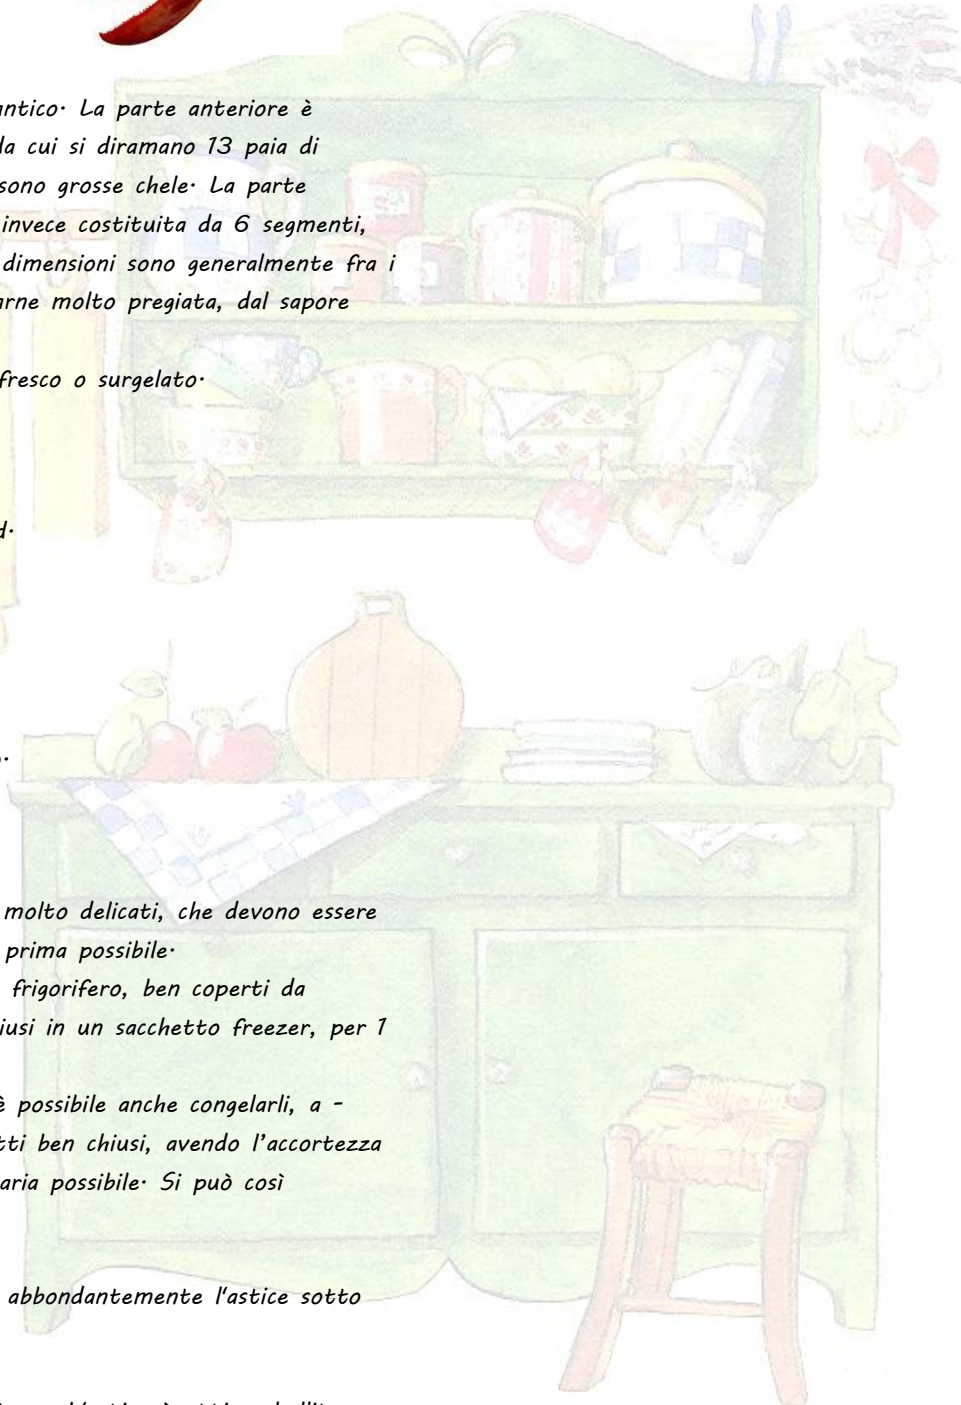 antico· La parte anteriore è
da cui si diramano 13 paia di
sono grosse chele· La parte
invece costituita da 6 segmenti,
dimensioni sono generalmente fra i
arne molto pregiata, dal sapore
fresco o surgelato·
d·
molto delicati, che devono essere
prima possibile·
frigorifero, ben coperti da
iusi in un sacchetto freezer, per 1
è possibile anche congelarli, a -
tti ben chiusi, avendo l’accortezza
aria possibile· Si può così
abbondantemente l'astice sotto